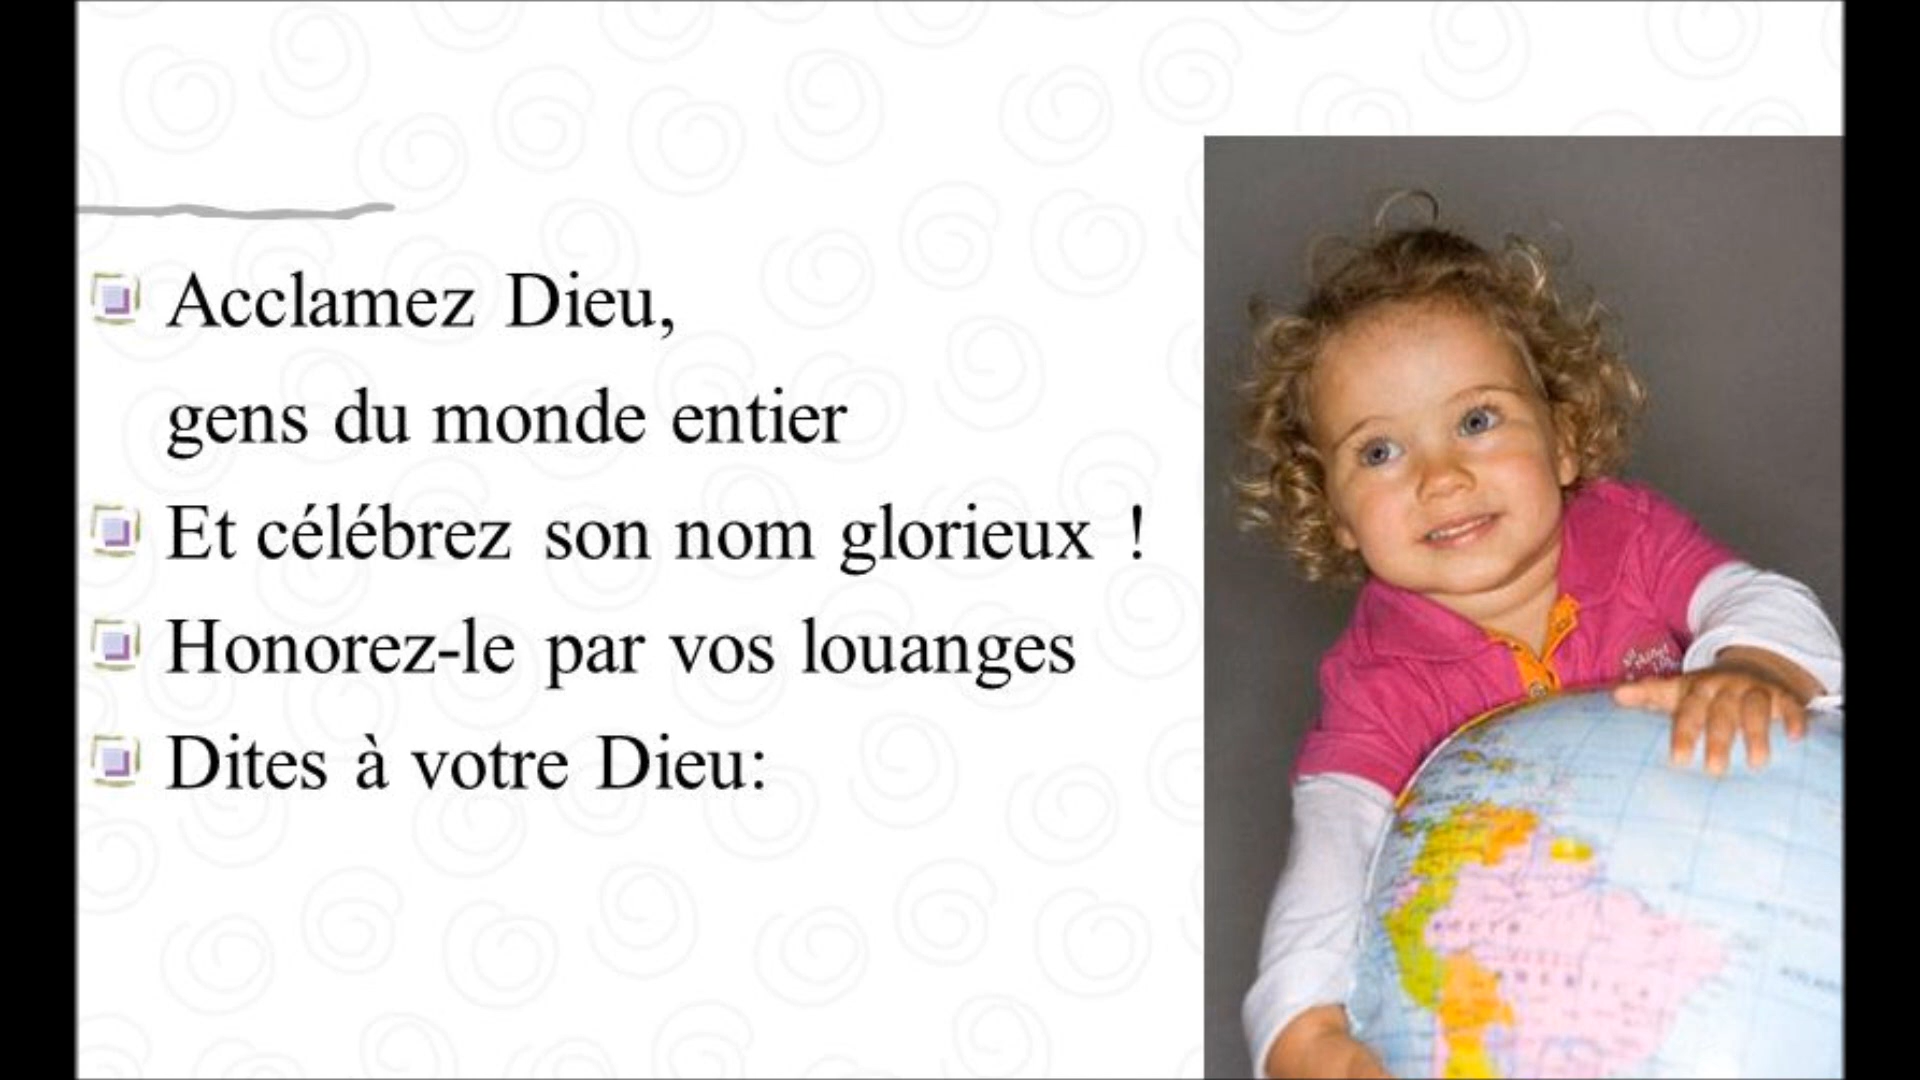 Acclamez Dieu,
gens du monde entier
Et célébrez son nom glorieux !
Honorez-le par vos louanges
Dites à votre Dieu: